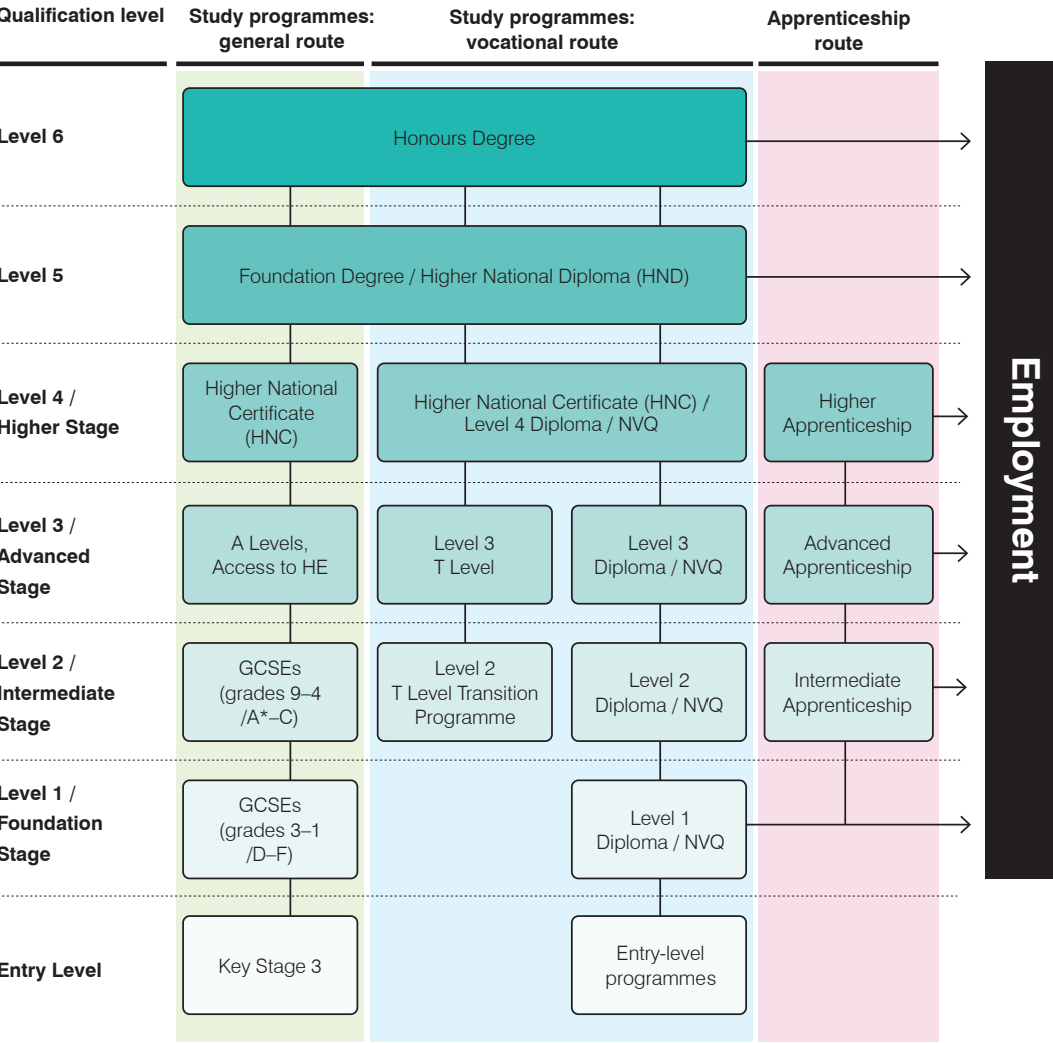 Qualification level
Study programmes:
general route
Study programmes:
vocational route
Apprenticeship
route
Level 6
Honours Degree
Level 5
Foundation Degree / Higher National Diploma (HND)
Level 4 /
Higher Stage
Higher National
Certificate
(HNC)
Higher National Certificate (HNC) /
Level 4 Diploma / NVQ
Higher
Apprenticeship
Level 3 /
Advanced
Stage
A Levels,
Access to HE
Level 3
T Level
Level 3
Diploma / NVQ
Advanced
Apprenticeship
Level 2 /
Intermediate
Stage
GCSEs
(grades 9–4
/A*–C)
Level 2
T Level Transition
Programme
Level 2
Diploma / NVQ
Intermediate
Apprenticeship
Level 1 /
Foundation
Stage
GCSEs
(grades 3–1
/D–F)
Level 1
Diploma / NVQ
Entry Level
Key Stage 3
Entry-level
programmes
Employment